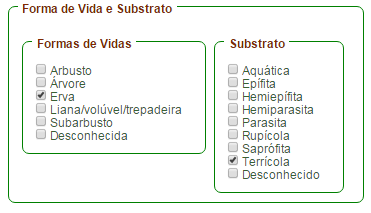 Forma de Vida e Substrato
Formas de Vidas
Arbusto
Árvore
Erva
Liana/volúvel/trepadeira
Subarbusto
Desconhecida
Substrato
Aquática
Epífita
Hemiepífita
Hemiparasita
Parasita
Rupícola
Saprófita
Terrícola
Desconhecido